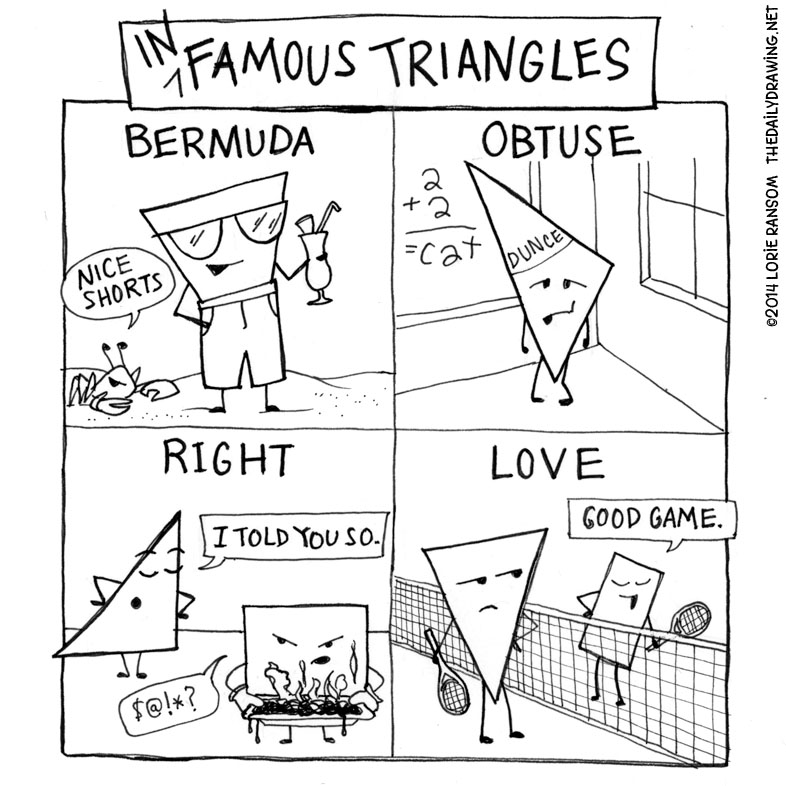 IN
FAMOUS TRIANGLES
BERMUDA
NICE
SHORTS
OBTUSE
2
+2
=Cat
DUNCE
RIGHT
I TOLD YOU SO.
$@!*?
LOVE
GOOD GAME.
©2014 LORIE RANSOM THEDAILYDRAWING.NET